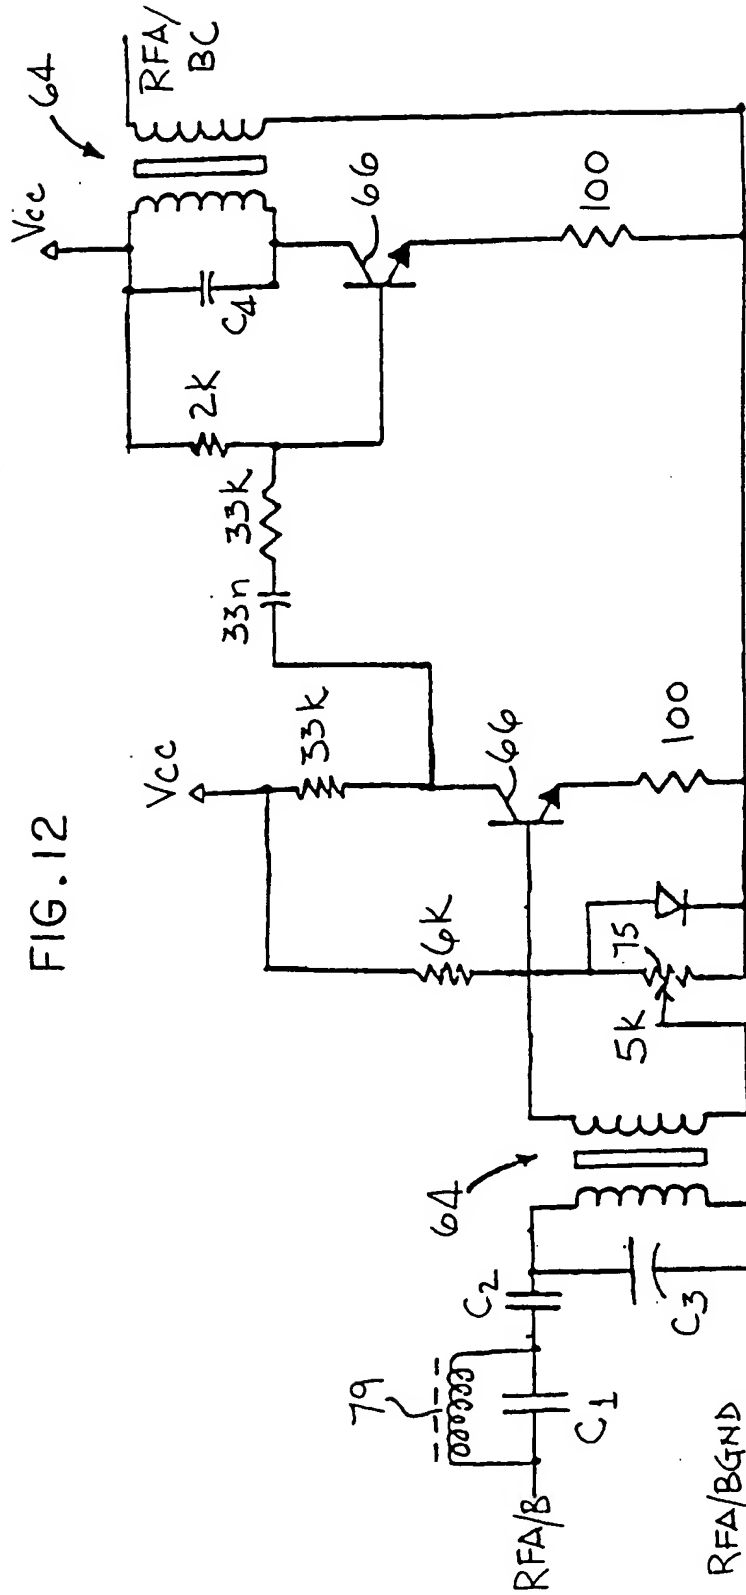 FIG. 12
RFA/B
RFA/BGND
79
C1
C2
C3
64
5k
75
6k
Vcc
33k
66
100
33n
33k
2k
C4
Vcc
66
100
64
RFA/
BC